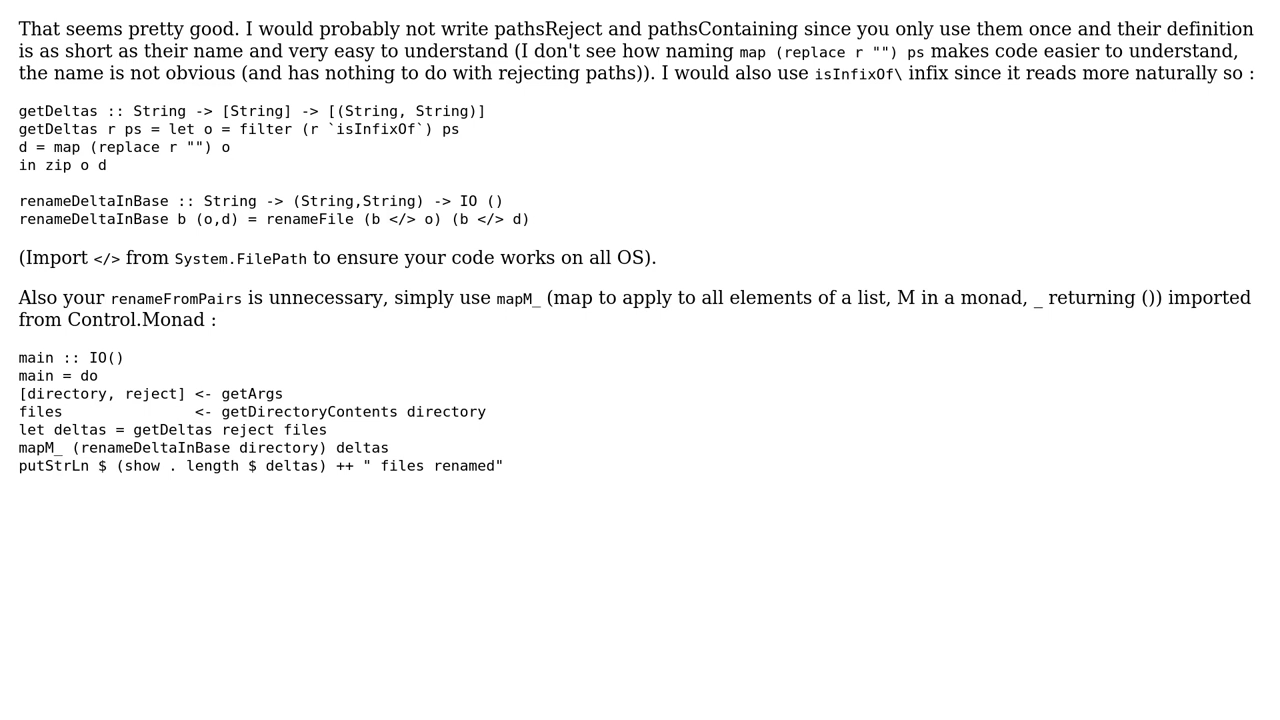 That seems pretty good. I would probably not write pathsReject and pathsContaining since you only use them once and their definition
is as short as their name and very easy to understand (I don't see how naming map (replace r "") ps makes code easier to understand,
the name is not obvious (and has nothing to do with rejecting paths)). I would also use isInfixOf\ infix since it reads more naturally so :
getDeltas :: String -> [String] -> [(String, String)]
getDeltas r ps = let o = filter (r `isInfixOf`) ps
d = map (replace r "") o
in zip o d
renameDeltaInBase :: String -> (String,String) -> IO ()
renameDeltaInBase b (o,d) = renameFile (b </> o) (b </> d)
(Import </> from System.FilePath to ensure your code works on all OS).
Also your renameFromPairs is unnecessary, simply use mapM_ (map to apply to all elements of a list, M in a monad, _ returning ()) imported
from Control.Monad :
main :: IO()
main = do
[directory, reject] <- getArgs
files               <- getDirectoryContents directory
let deltas = getDeltas reject files
mapM_ (renameDeltaInBase directory) deltas
putStrLn $ (show . length $ deltas) ++ " files renamed"